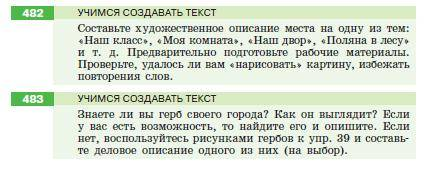 482 УЧИМСЯ СОЗДАВАТЬ ТЕКСТ
Составьте художественное описание места на одну из тем:
«Наш класс», «Моя комната», «Наш двор», «Поляна в лесу»
и т. д. Предварительно подготовьте рабочие материалы.
Проверьте, удалось ли вам «нарисовать» картину, избежать
повторения слов.
483 УЧИМСЯ СОЗДАВАТЬ ТЕКСТ
Знаете ли вы герб своего города? Как он выглядит? Если
у вас есть возможность, то найдите его и опишите. Если
нет, воспользуйтесь рисунками гербов к упр. 39 и составь-
те деловое описание одного из них (на выбор).